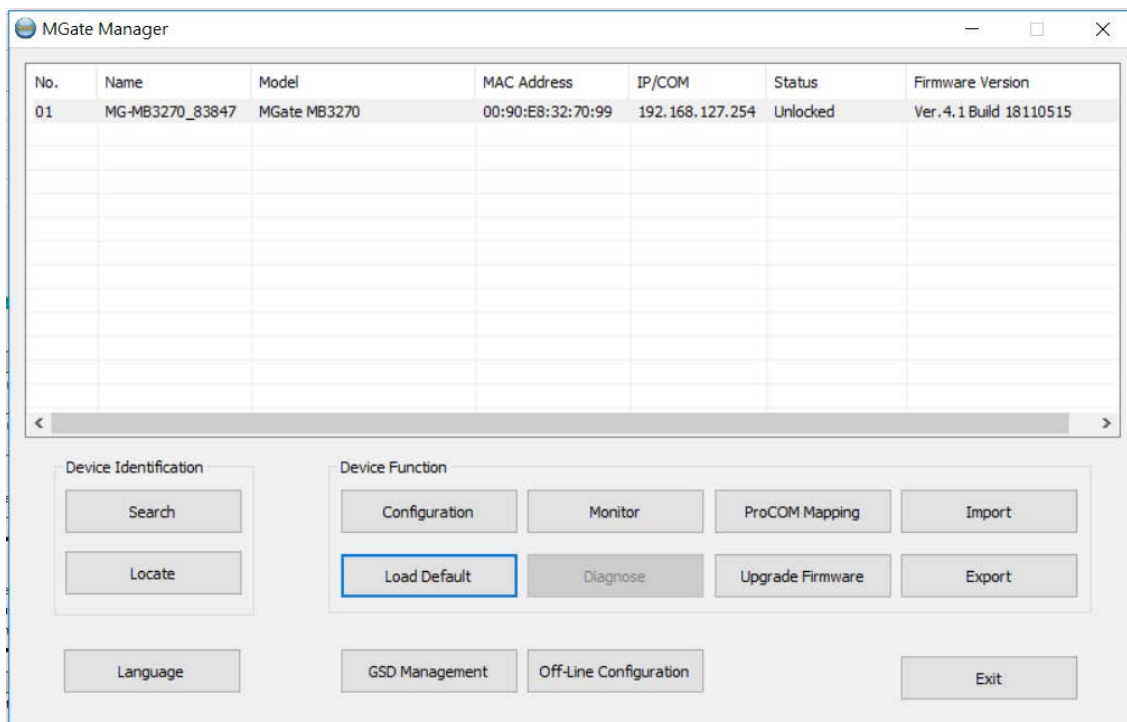 MGate Manager
No. Name Model MAC Address IP/COM Status Firmware Version
01 MG-MB3270_83847 MGate MB3270 00:90:E8:32:70:99 192.168.127.254 Unlocked Ver.4.1 Build 18110515
Device Identification Device Function
Search Configuration Monitor ProCOM Mapping Import
Locate Load Default Diagnose Upgrade Firmware Export
Language GSD Management Off-Line Configuration Exit